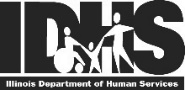 IDHS
Illinois Department of Human Services